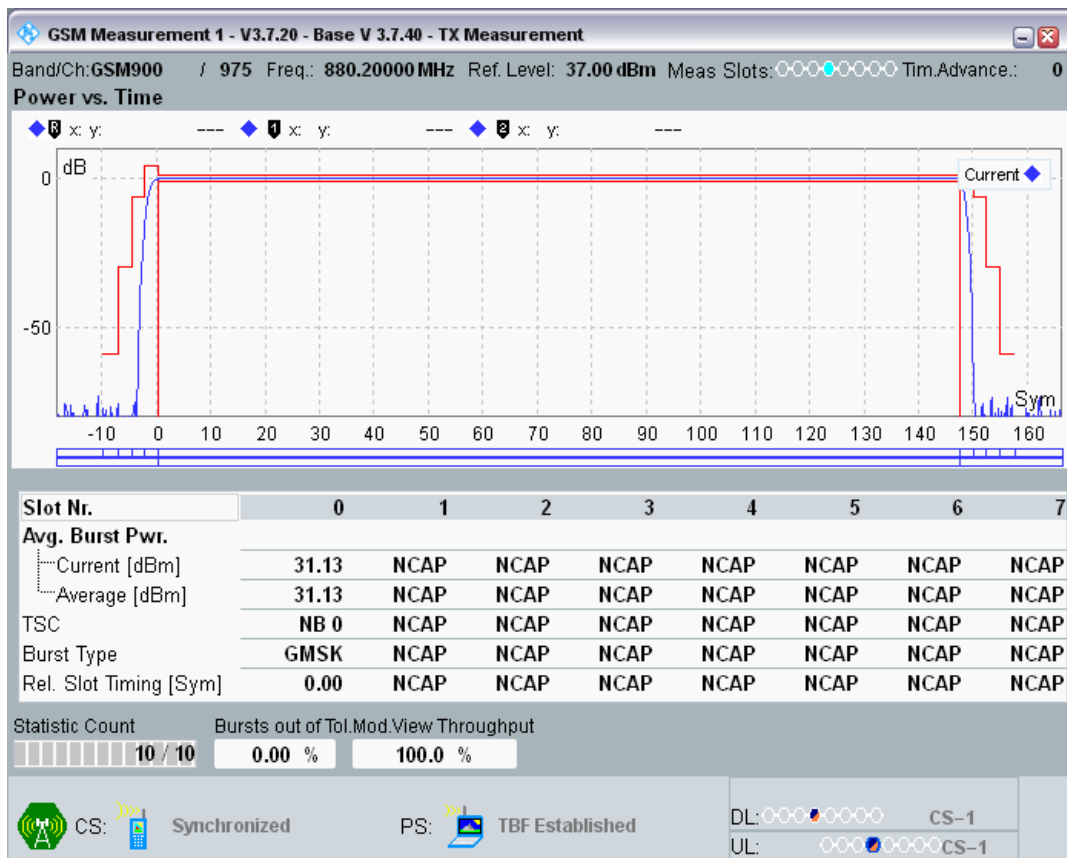 GSM Measurement 1 - V3.7.20 - Base V 3.7.40 - TX Measurement
Band/Ch:GSM900 / 975 Freq.: 880.20000 MHz Ref. Level: 37.00 dBm Meas Slots: Tim.Advance.: 0
Power vs. Time
R x: y: --- 1 x: y: --- 2 x: y: ---
dB
0
Current
-50
Sym
-10 0 10 20 30 40 50 60 70 80 90 100 110 120 130 140 150 160
Slot Nr. 0 1 2 3 4 5 6 7
Avg. Burst Pwr.
Current [dBm] 31.13 NCAP NCAP NCAP NCAP NCAP NCAP NCAP
Average [dBm] 31.13 NCAP NCAP NCAP NCAP NCAP NCAP NCAP
TSC NB 0 NCAP NCAP NCAP NCAP NCAP NCAP NCAP
Burst Type GMSK NCAP NCAP NCAP NCAP NCAP NCAP NCAP
Rel. Slot Timing [Sym] 0.00 NCAP NCAP NCAP NCAP NCAP NCAP NCAP
Statistic Count Bursts out of Tol.Mod.View Throughput
10 / 10 0.00 % 100.0 %
CS: Synchronized PS: TBF Established
DL: CS-1
UL: CS-1